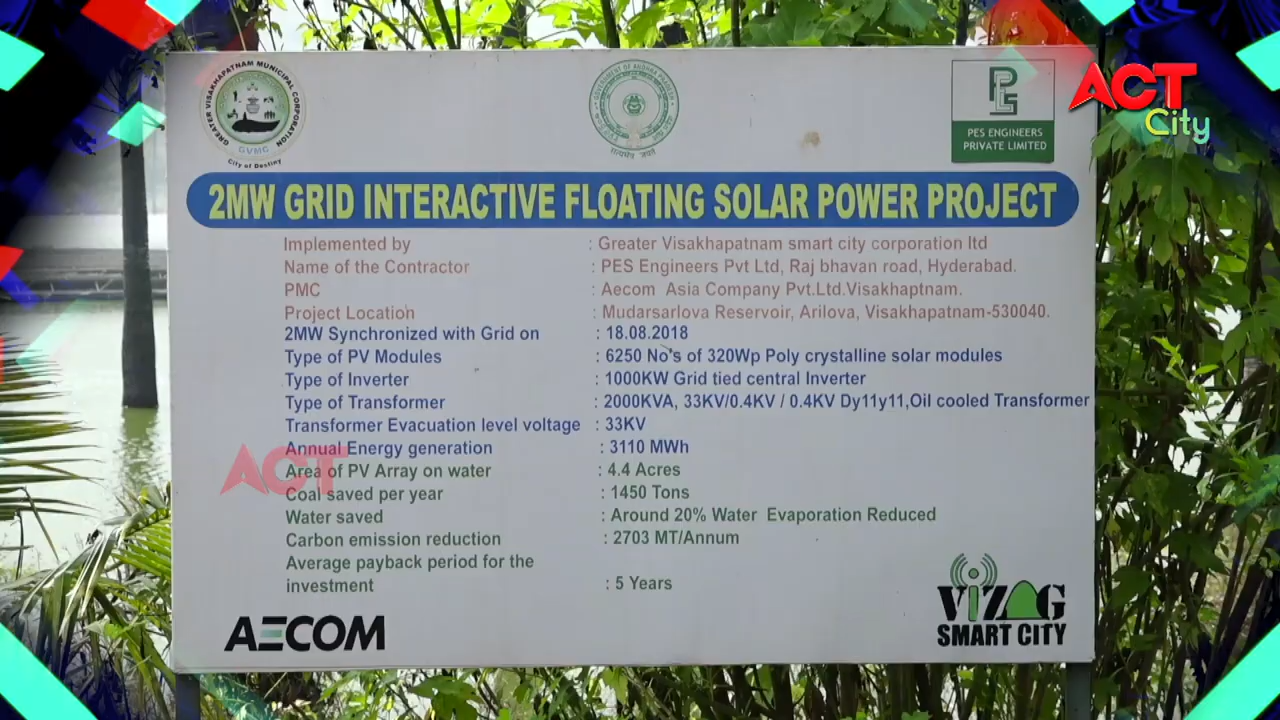 GREATER VISAKHAPATNAM MUNICIPAL CORPORATION
GVMC
City of Destiny
GOVERNMENT OF ANDHRA PRADESH
सत्यमेव जयते
PES ENGINEERS
PRIVATE LIMITED
ACT
City
2MW GRID INTERACTIVE FLOATING SOLAR POWER PROJECT
Implemented by : Greater Visakhapatnam smart city corporation ltd
Name of the Contractor : PES Engineers Pvt Ltd, Raj bhavan road, Hyderabad.
PMC : Aecom Asia Company Pvt.Ltd.Visakhaptnam.
Project Location : Mudarsarlova Reservoir, Arilova, Visakhapatnam-530040.
2MW Synchronized with Grid on : 18.08.2018
Type of PV Modules : 6250 No's of 320Wp Poly crystalline solar modules
Type of Inverter : 1000KW Grid tied central Inverter
Type of Transformer : 2000KVA, 33KV/0.4KV / 0.4KV Dy11y11,Oil cooled Transformer
Transformer Evacuation level voltage : 33KV
Annual Energy generation : 3110 MWh
ACT
Area of PV Array on water : 4.4 Acres
Coal saved per year : 1450 Tons
Water saved : Around 20% Water Evaporation Reduced
Carbon emission reduction : 2703 MT/Annum
Average payback period for the
investment : 5 Years
AECOM
VIZAG
SMART CITY